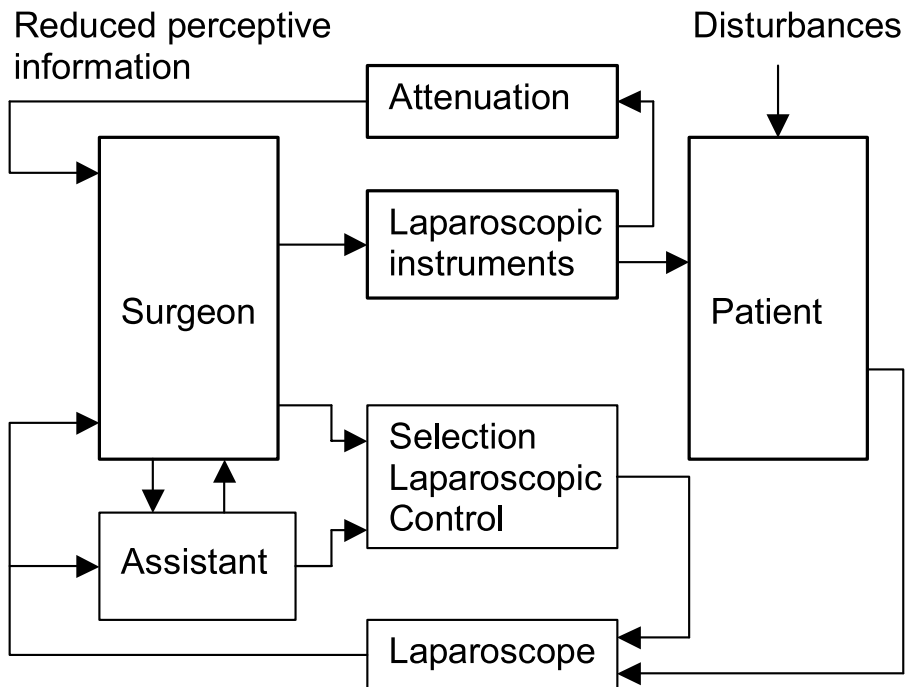 Reduced perceptive
information
Disturbances
Attenuation
Laparoscopic
instruments
Surgeon
Patient
Selection
Laparoscopic
Control
Assistant
Laparoscope